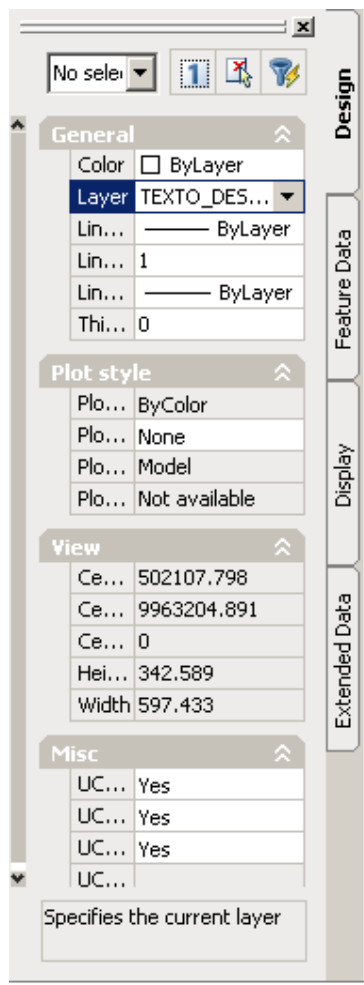 No sele
1
General
Color ByLayer
Layer TEXTO_DES...
Lin... ByLayer
Lin... 1
Lin... ByLayer
Thi... 0
Plot style
Plo... ByColor
Plo... None
Plo... Model
Plo... Not available
View
Ce... 502107.798
Ce... 9963204.891
Ce... 0
Hei... 342.589
Width 597.433
Misc
UC... Yes
UC... Yes
UC... Yes
UC...
Specifies the current layer
Design
Feature Data
Display
Extended Data